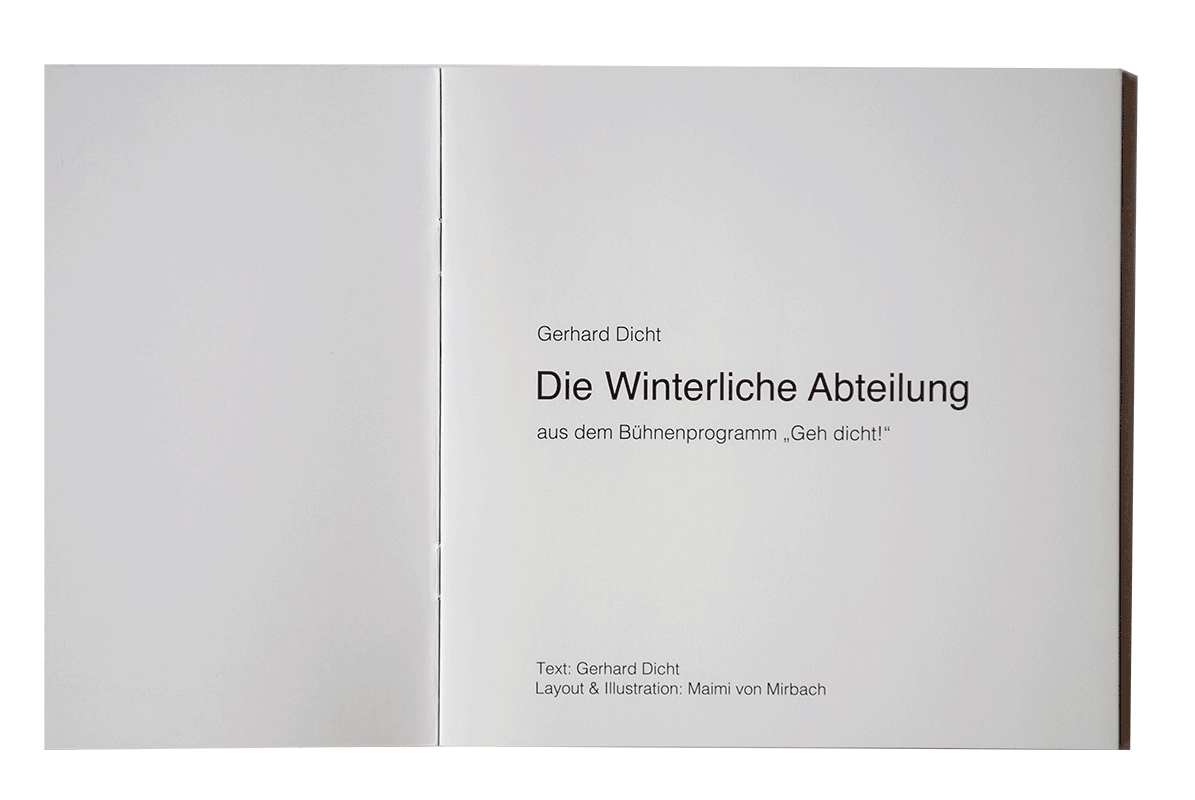 Gerhard Dicht
Die Winterliche Abteilung
aus dem Bühnenprogramm „Geh dicht!“
Text: Gerhard Dicht
Layout & Illustration: Maimi von Mirbach